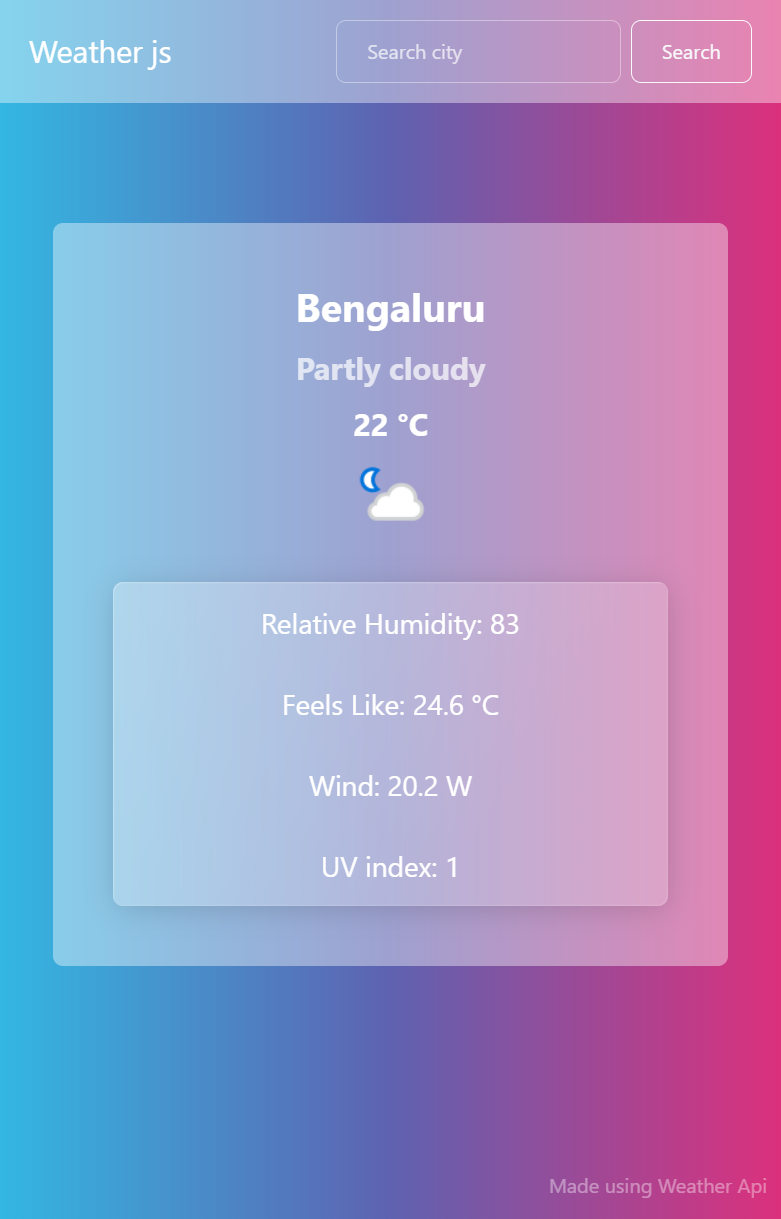 Weather js
Search city
Search
Bengaluru
Partly cloudy
22 °C
Relative Humidity: 83
Feels Like: 24.6 °C
Wind: 20.2 W
UV index: 1
Made using Weather Api